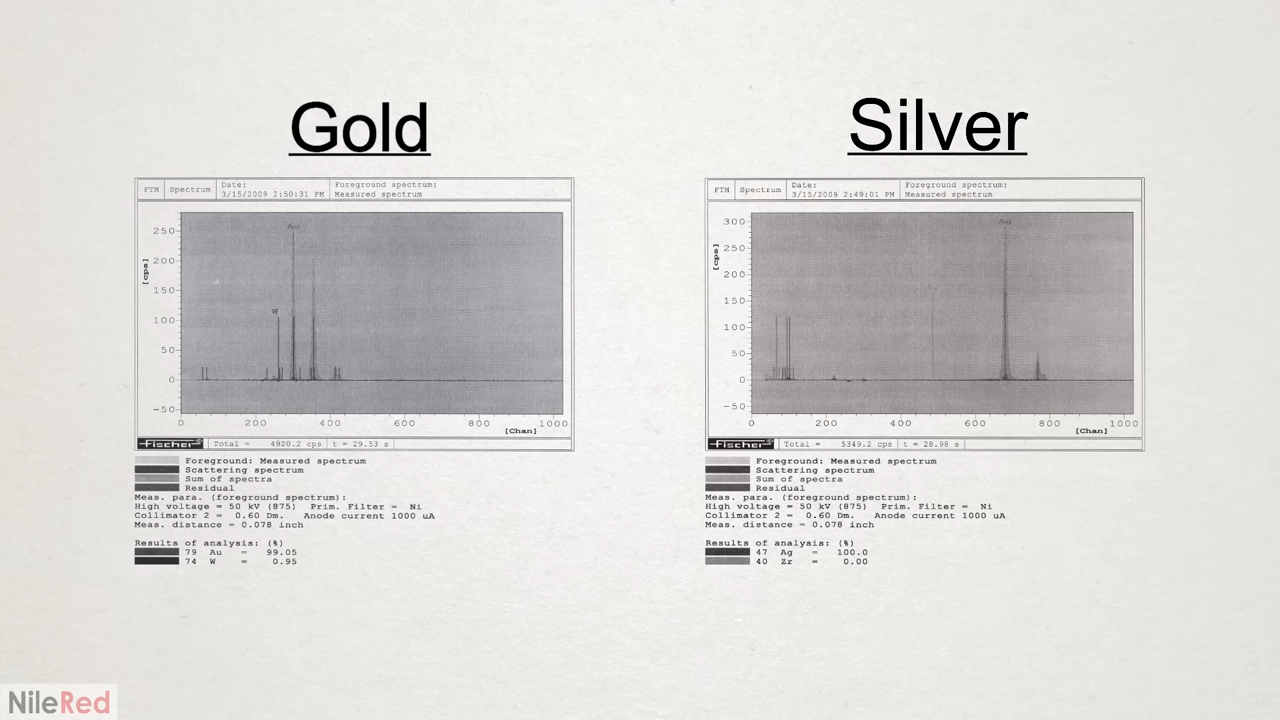 Gold
FTM Spectrum Date: Foreground spectrum:
3/15/2009 2:50:31 PM Measured spectrum
Au
W
[cps]
250
200
150
100
50
0
-50
0 200 400 600 800 1000
[Chan]
fischer Total = 4920.2 cps t = 29.53 s
Foreground: Measured spectrum
Scattering spectrum
Sum of spectra
Residual
Meas. para. (foreground spectrum):
High voltage = 50 kV (875) Prim. Filter = Ni
Collimator 2 = 0.60 Dm. Anode current 1000 uA
Meas. distance = 0.078 inch
Results of analysis: (%)
79 Au = 99.05
74 W = 0.95
Silver
FTM Spectrum Date: Foreground spectrum:
3/15/2009 2:49:01 PM Measured spectrum
Ag
[cps]
300
250
200
150
100
50
0
-50
0 200 400 600 800 1000
[Chan]
fischer Total = 5349.2 cps t = 28.98 s
Foreground: Measured spectrum
Scattering spectrum
Sum of spectra
Residual
Meas. para. (foreground spectrum):
High voltage = 50 kV (875) Prim. Filter = Ni
Collimator 2 = 0.60 Dm. Anode current 1000 uA
Meas. distance = 0.078 inch
Results of analysis: (%)
47 Ag = 100.0
40 Zr = 0.00
NileRed